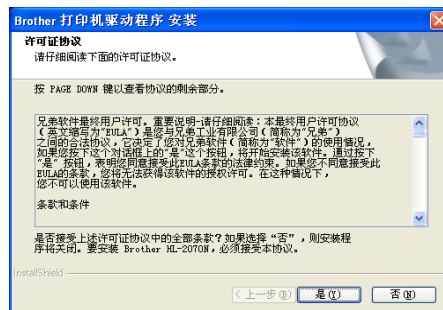 Brother 打印机驱动程序 安装
许可证协议
请仔细阅读下面的许可证协议。
按 PAGE DOWN 键以查看协议的剩余部分。
兄弟软件最终用户许可。重要说明-请仔细阅读：本最终用户许可协议
（英文缩写为"EULA"）是您与兄弟工业有限公司（简称为"兄弟"）
之间的合法协议，它决定了您对兄弟软件（简称为"软件"）的使用情况，
如果您按下这个对话框上的"是"这个按钮，将开始安装该软件。通过按下
"是" 按钮，表明您同意接受此EULA条款的法律约束。如果您不同意接受此
EULA的条款，您将无法获得该软件的授权许可。在这种情况下，
您不可以使用该软件。
条款和条件
是否接受上述许可证协议中的全部条款？如果选择“否”，则安装程
序将关闭。要安装 Brother HL-2070N，必须接受本协议。
InstallShield
< 上一步(B) 是(Y) 否(N)